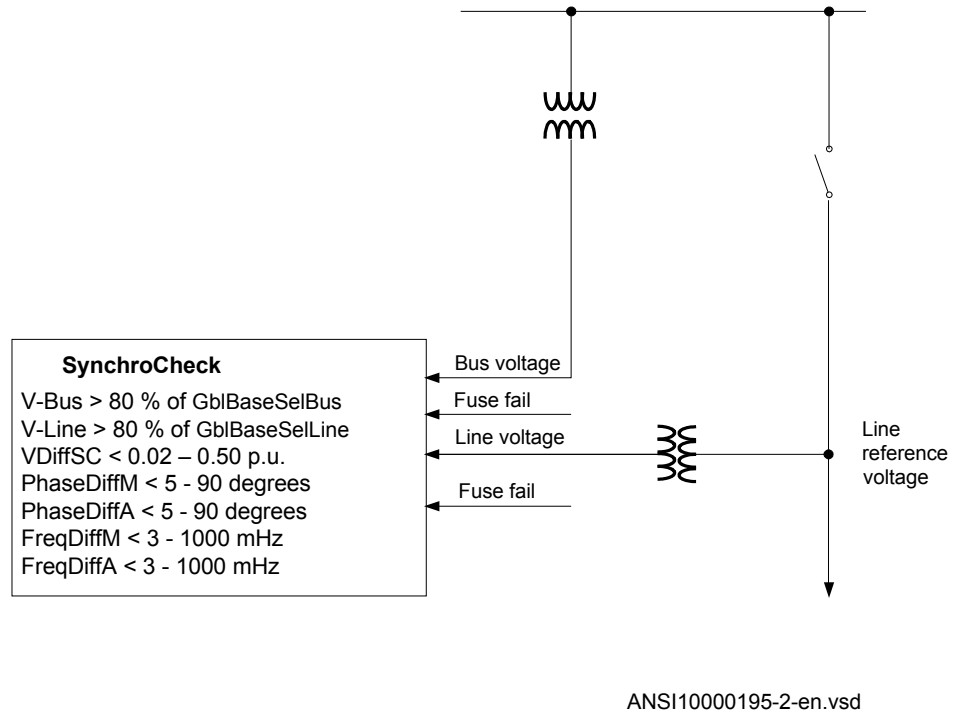 SynchroCheck
V-Bus > 80 % of GblBaseSelBus
V-Line > 80 % of GblBaseSelLine
VDiffSC < 0.02 – 0.50 p.u.
PhaseDiffM < 5 - 90 degrees
PhaseDiffA < 5 - 90 degrees
FreqDiffM < 3 - 1000 mHz
FreqDiffA < 3 - 1000 mHz
Bus voltage
Fuse fail
Line voltage
Fuse fail
Line
reference
voltage
ANSI10000195-2-en.vsd